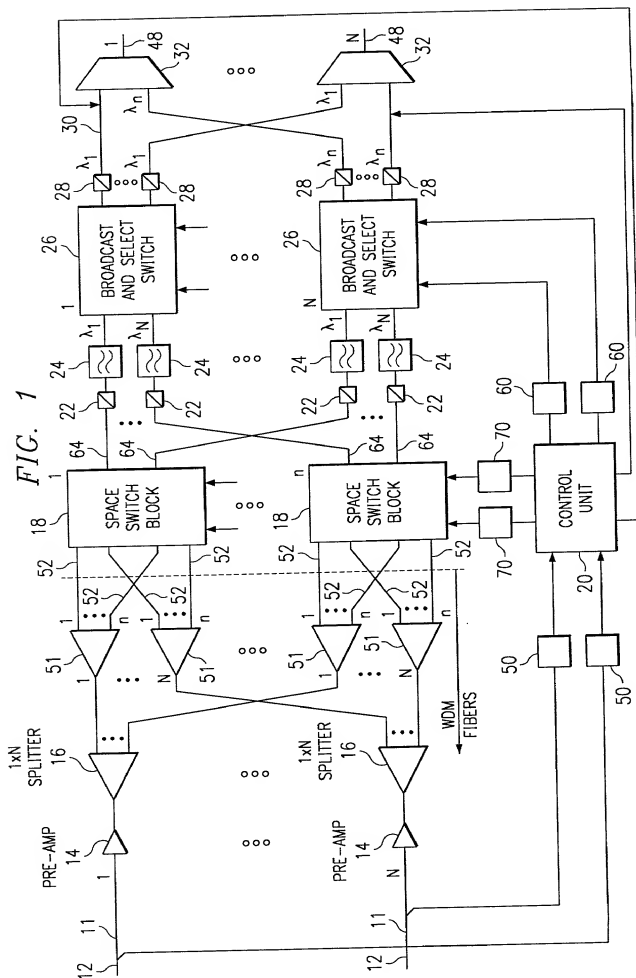 FIG. 1
12
11
1
PRE-AMP
14
1xN
SPLITTER
16
1
51
1
n
52
52
18
1
SPACE
SWITCH
BLOCK
64
64
22
22
24
24
λ1
λN
26
1
BROADCAST
AND SELECT
SWITCH
28
28
λ1
λ1
30
λn
1
48
32
N
51
1
n
52
52
1
51
1
n
52
52
18
n
SPACE
SWITCH
BLOCK
64
64
22
22
24
24
λ1
λN
26
N
BROADCAST
AND SELECT
SWITCH
28
28
λn
λn
λ1
N
48
32
12
11
N
PRE-AMP
14
1xN
SPLITTER
16
N
51
1
n
52
52
WDM
FIBERS
50
50
20
CONTROL
UNIT
70
70
60
60